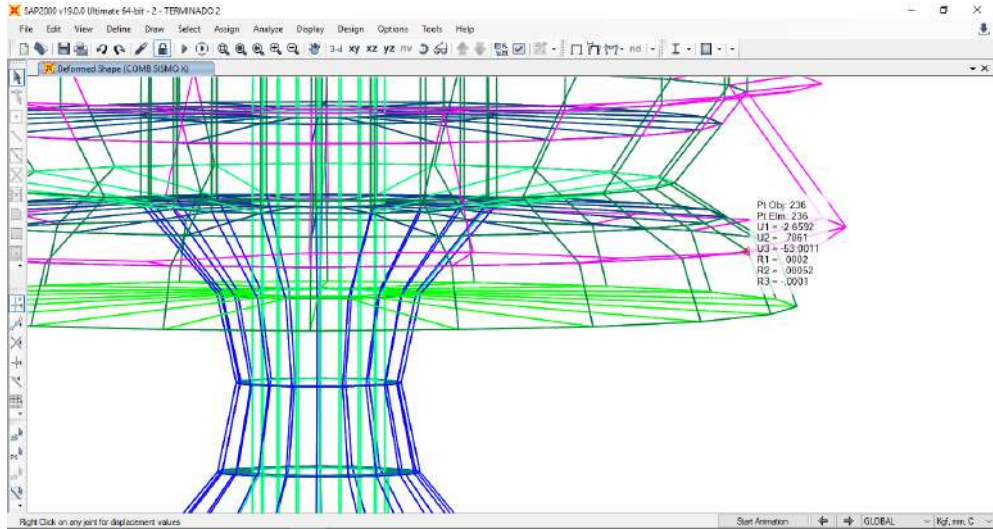 SAP2000 v19.0.0 Ultimate 64-bit - 2 - TERMINADO 2
File Edit View Define Draw Select Assign Analyze Display Design Options Tools Help
3-d xy xz yz nv
nd
Deformed Shape (COMB SISMO X)
Pt Obj: 236
Pt Elm: 236
U1 = -2.6592
U2 = .7861
U3 = -53.0011
R1 = .0002
R2 = .00052
R3 = -.0001
Right Click on any joint for displacement values
Start Animation
GLOBAL
Kgf, mm, C